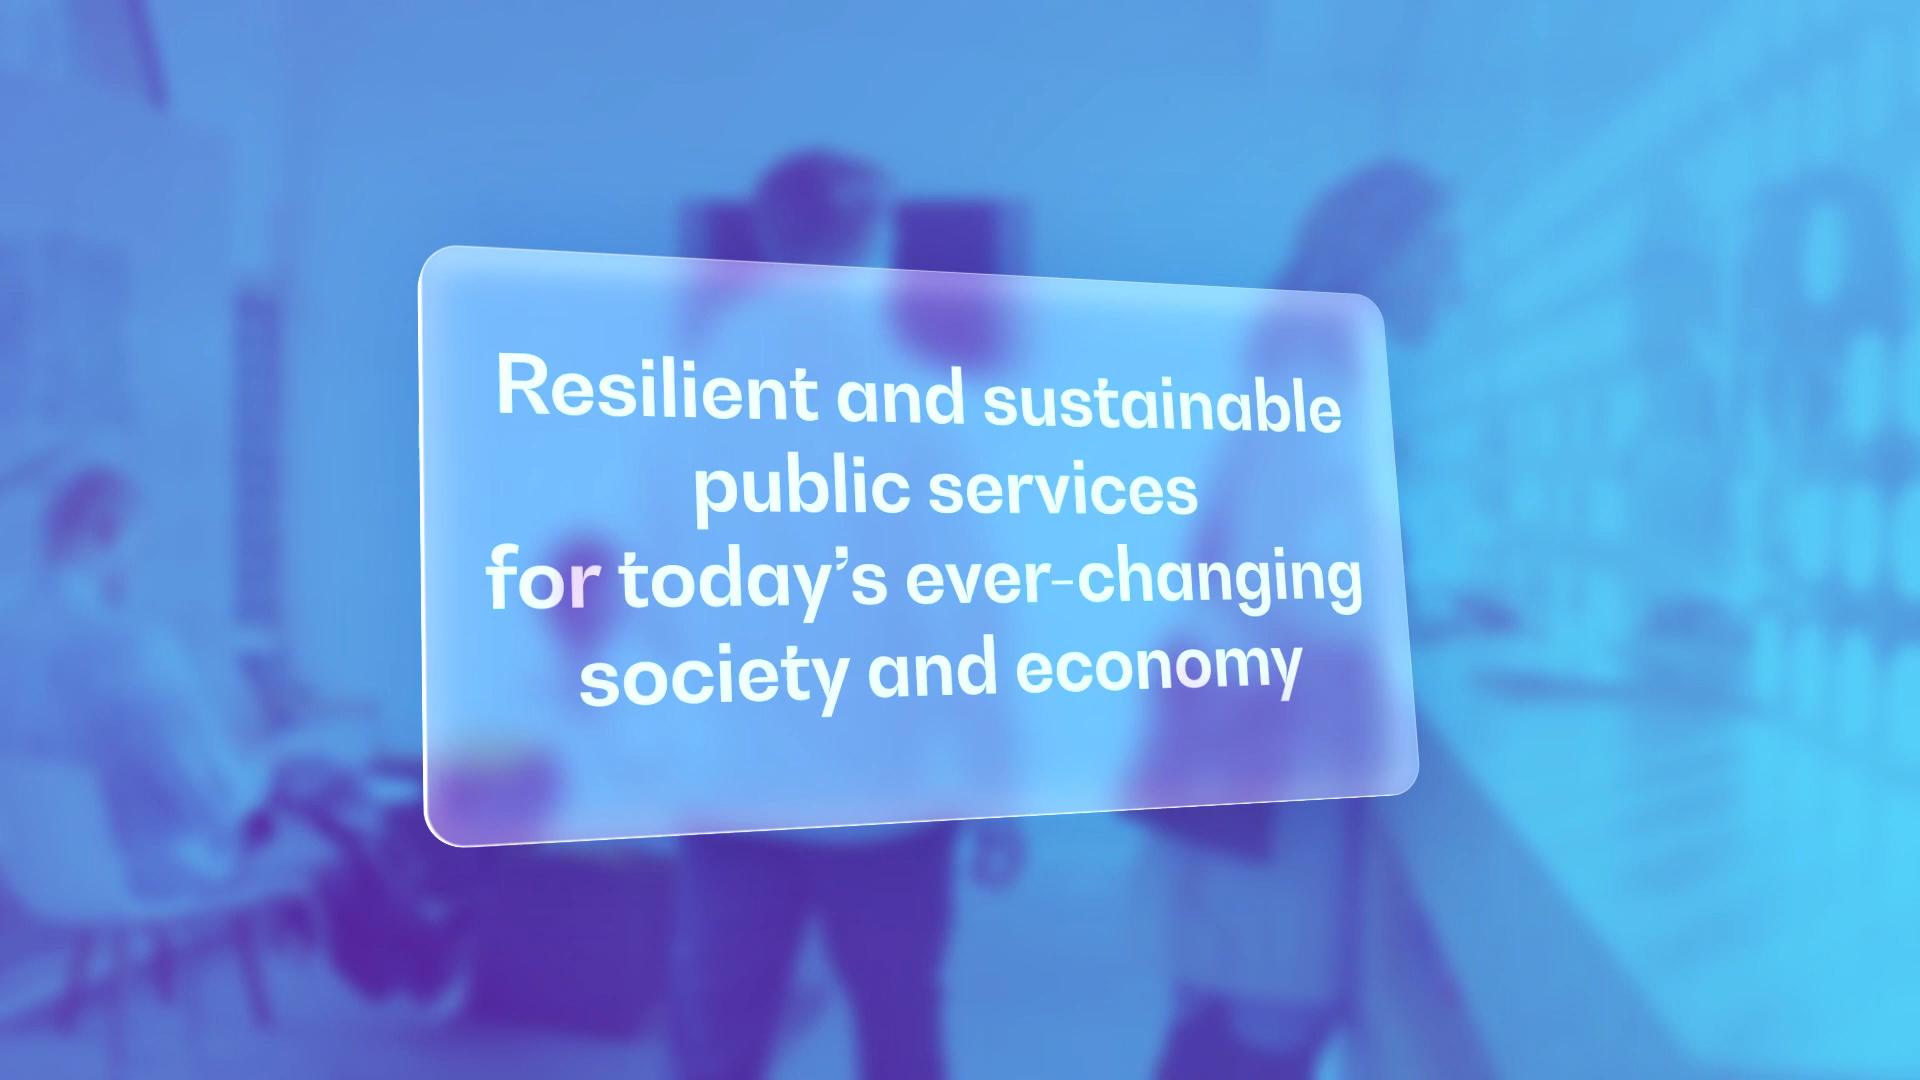 Resilient and sustainable
public services
for today’s ever-changing
society and economy